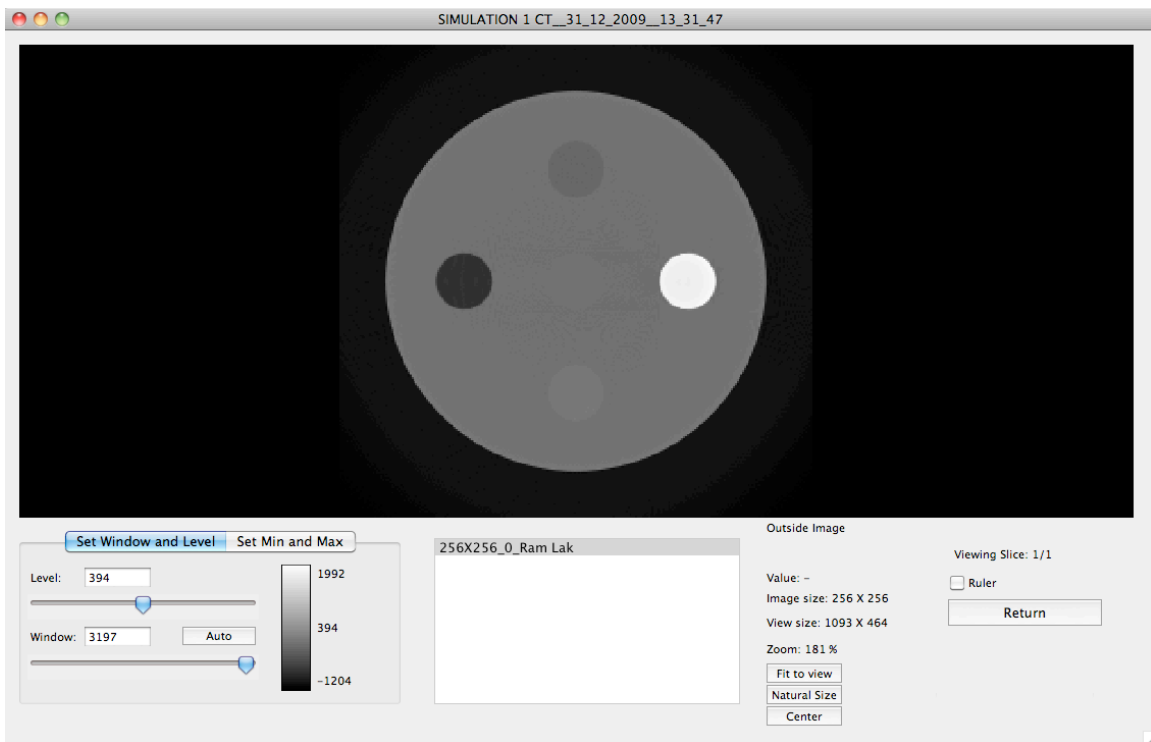 SIMULATION 1 CT__31_12_2009__13_31_47
Set Window and Level
Set Min and Max
Level:
394
Window:
3197
Auto
1992
394
-1204
256X256_0_Ram Lak
Outside Image
Value: -
Image size: 256 X 256
View size: 1093 X 464
Zoom: 181 %
Fit to view
Natural Size
Center
Viewing Slice: 1/1
Ruler
Return